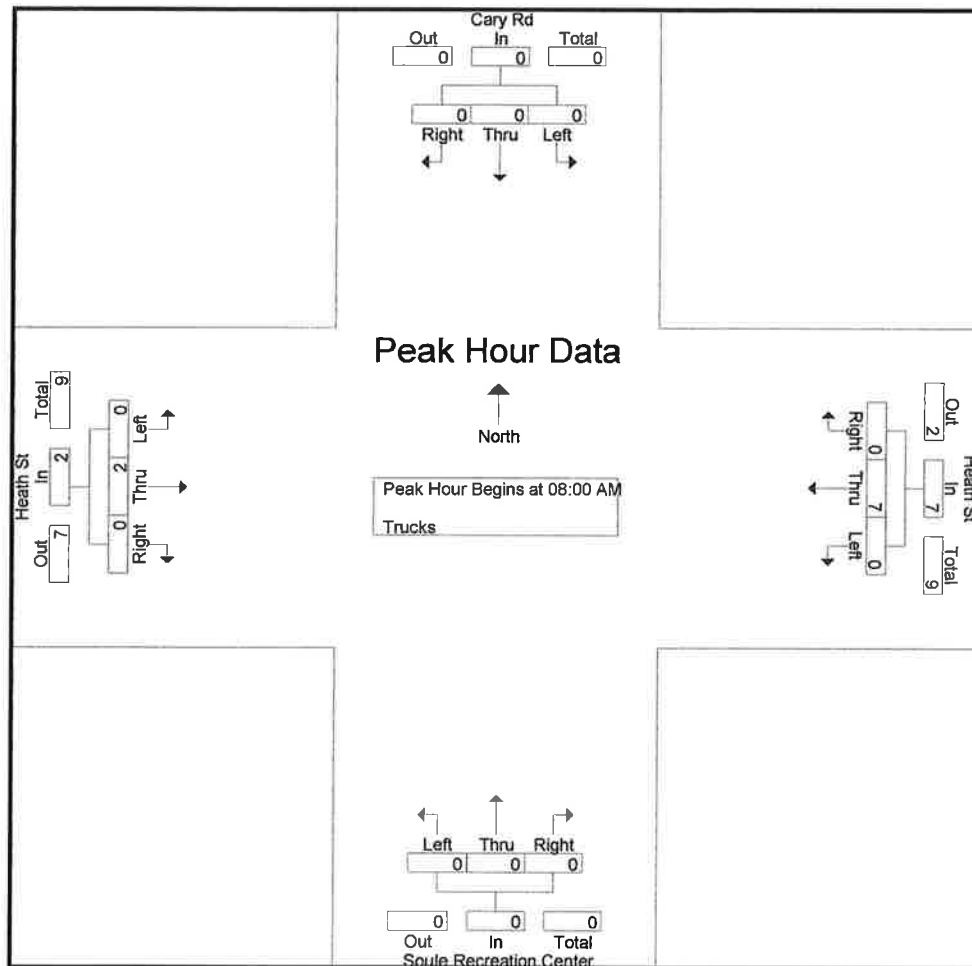 Cary Rd
Out In Total
0 0 0
0 0 0
Right Thru Left
Peak Hour Data
North
Peak Hour Begins at 08:00 AM
Trucks
Heath St
Total In Out
9 2 7
0 2 0
Left Thru Right
Right Thru Left
0 7 0
Out In Total
2 7 9
Heath St
Left Thru Right
0 0 0
0 0 0
Out In Total
Soule Recreation Center